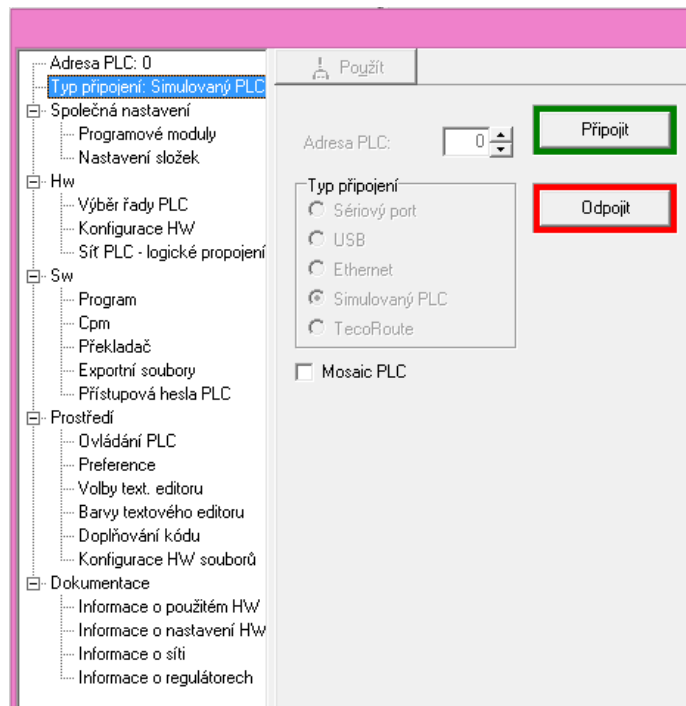 Adresa PLC: 0
Typ připojení: Simulovaný PLC
Společná nastavení
Programové moduly
Nastavení složek
Hw
Výběr řady PLC
Konfigurace HW
Síť PLC - logické propojení
Sw
Program
Cpm
Překladač
Exportní soubory
Přístupová hesla PLC
Prostředí
Ovládání PLC
Preference
Volby text. editoru
Barvy textového editoru
Doplňování kódu
Konfigurace HW souborů
Dokumentace
Informace o použitém HW
Informace o nastavení HW
Informace o síti
Informace o regulátorech
Použít
Adresa PLC: 0
Připojit
Typ připojení
Odpojit
Sériový port
USB
Ethernet
Simulovaný PLC
TecoRoute
Mosaic PLC